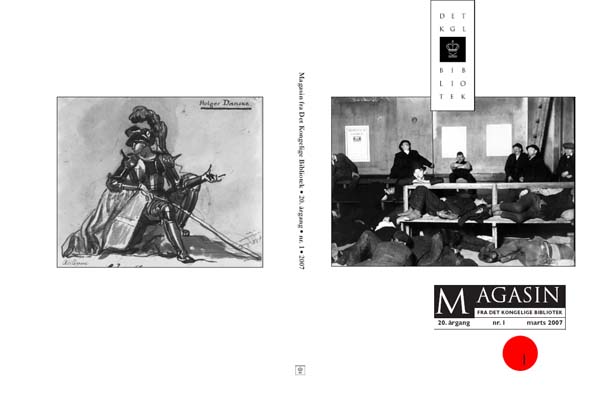 Holger Danske
Magasin fra Det Kongelige Bibliotek • 20. årgang • nr. 1 • 2007
DET
KGL
BIB
LIO
TEK
MAGASIN
FRA DET KONGELIGE BIBLIOTEK
20. årgang nr. 1 marts 2007
1